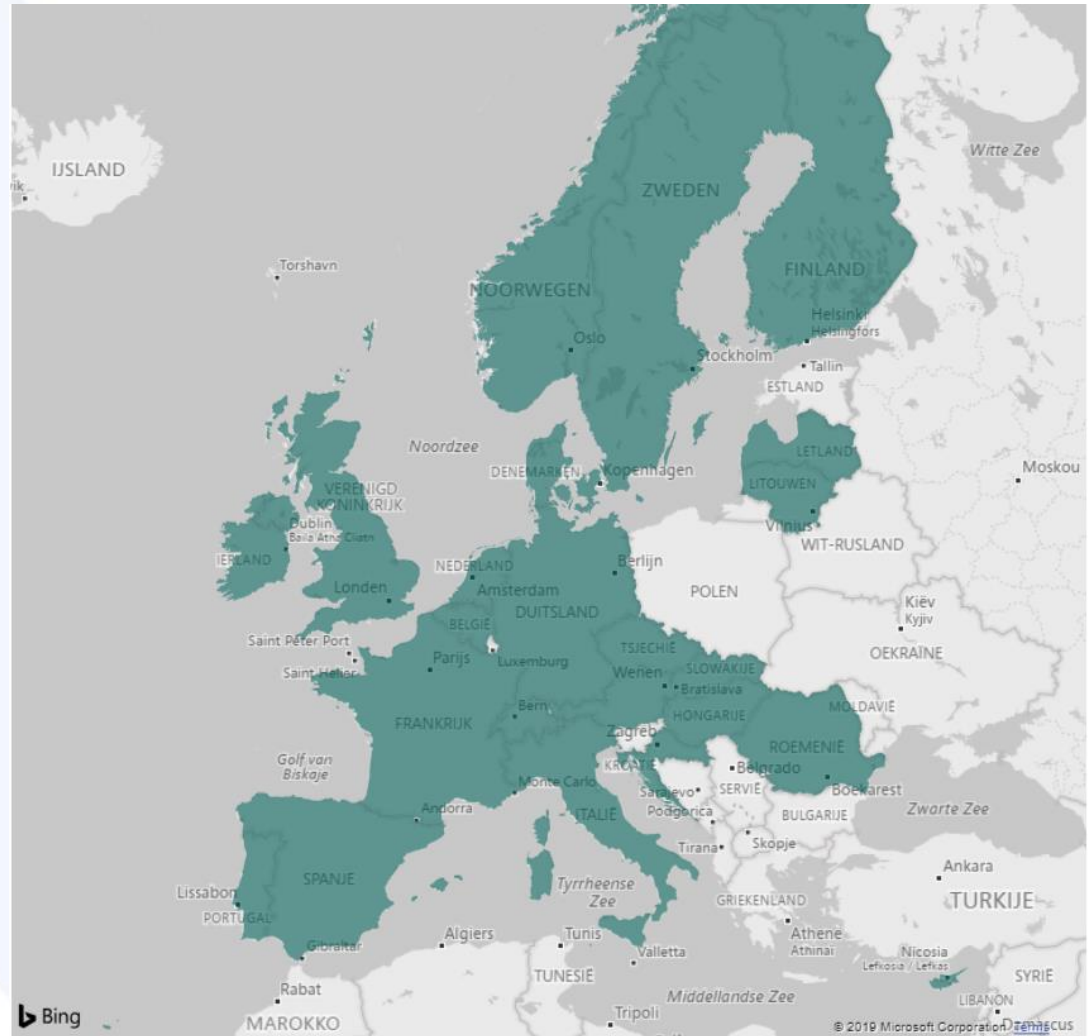 IJSLAND
Witte Zee
ZWEDEN
Torshavn
FINLAND
NOORWEGEN
Helsinki
Helsingfors
Oslo
Stockholm
Tallin
ESTLAND
Noordzee
LETLAND
Moskou
DENEMARKEN
Kopenhagen
LITOUWEN
VERENIGD
KONINKRIJK
Vilnius
Dublin
WIT-RUSLAND
IERLAND
NEDERLAND
Berlijn
Londen
Amsterdam
POLEN
DUITSLAND
Kiëv
Kyjiv
BELGIË
Saint Peter Port
TSJECHIË
OEKRAÏNE
Parijs
Luxemburg
SLOWAKIJE
Saint Helier
Wenen
Bratislava
Bern
MOLDAVIË
HONGARIJE
FRANKRIJK
Zagreb
ROEMENIË
Golf van
Biskaje
KROATIË
Belgrado
Monte Carlo
Sarajevo
SERVIË
Boekarest
Andorra
Podgorica
Zwarte Zee
ITALIË
BULGARIJE
Tirana
Skopje
Ankara
SPANJE
Tyrrheense
Zee
Lissabon
GRIEKENLAND
TURKIJE
PORTUGAL
Athene
Athinai
Algiers
Tunis
Gibraltar
Valletta
Nicosia
Lefkosia / Lefkas
TUNESIË
SYRIË
Rabat
Middellandse Zee
LIBANON
Bing
MAROKKO
Tripoli
Damascus
© 2019 Microsoft Corporation Terms